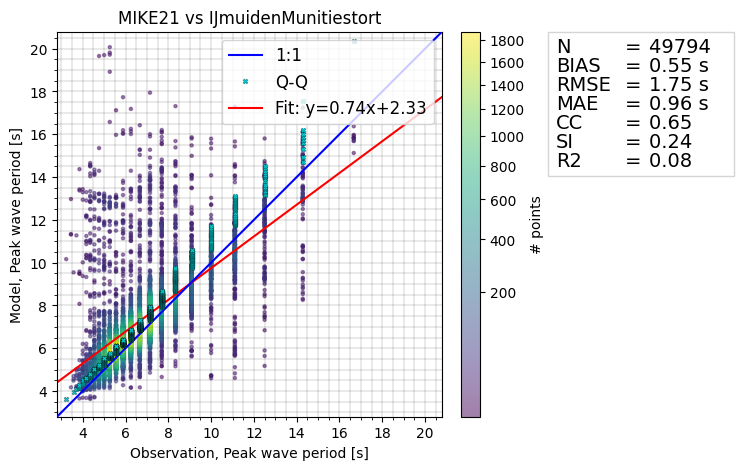 MIKE21 vs IJmuidenMunitiestort
1:1
Q-Q
Fit: y=0.74x+2.33
N = 49794
BIAS = 0.55 s
RMSE = 1.75 s
MAE = 0.96 s
CC = 0.65
SI = 0.24
R2 = 0.08
Model, Peak wave period [s]
20
18
16
14
12
10
8
6
4
4 6 8 10 12 14 16 18 20
Observation, Peak wave period [s]
1800
1600
1400
1200
1000
800
600
400
200
# points